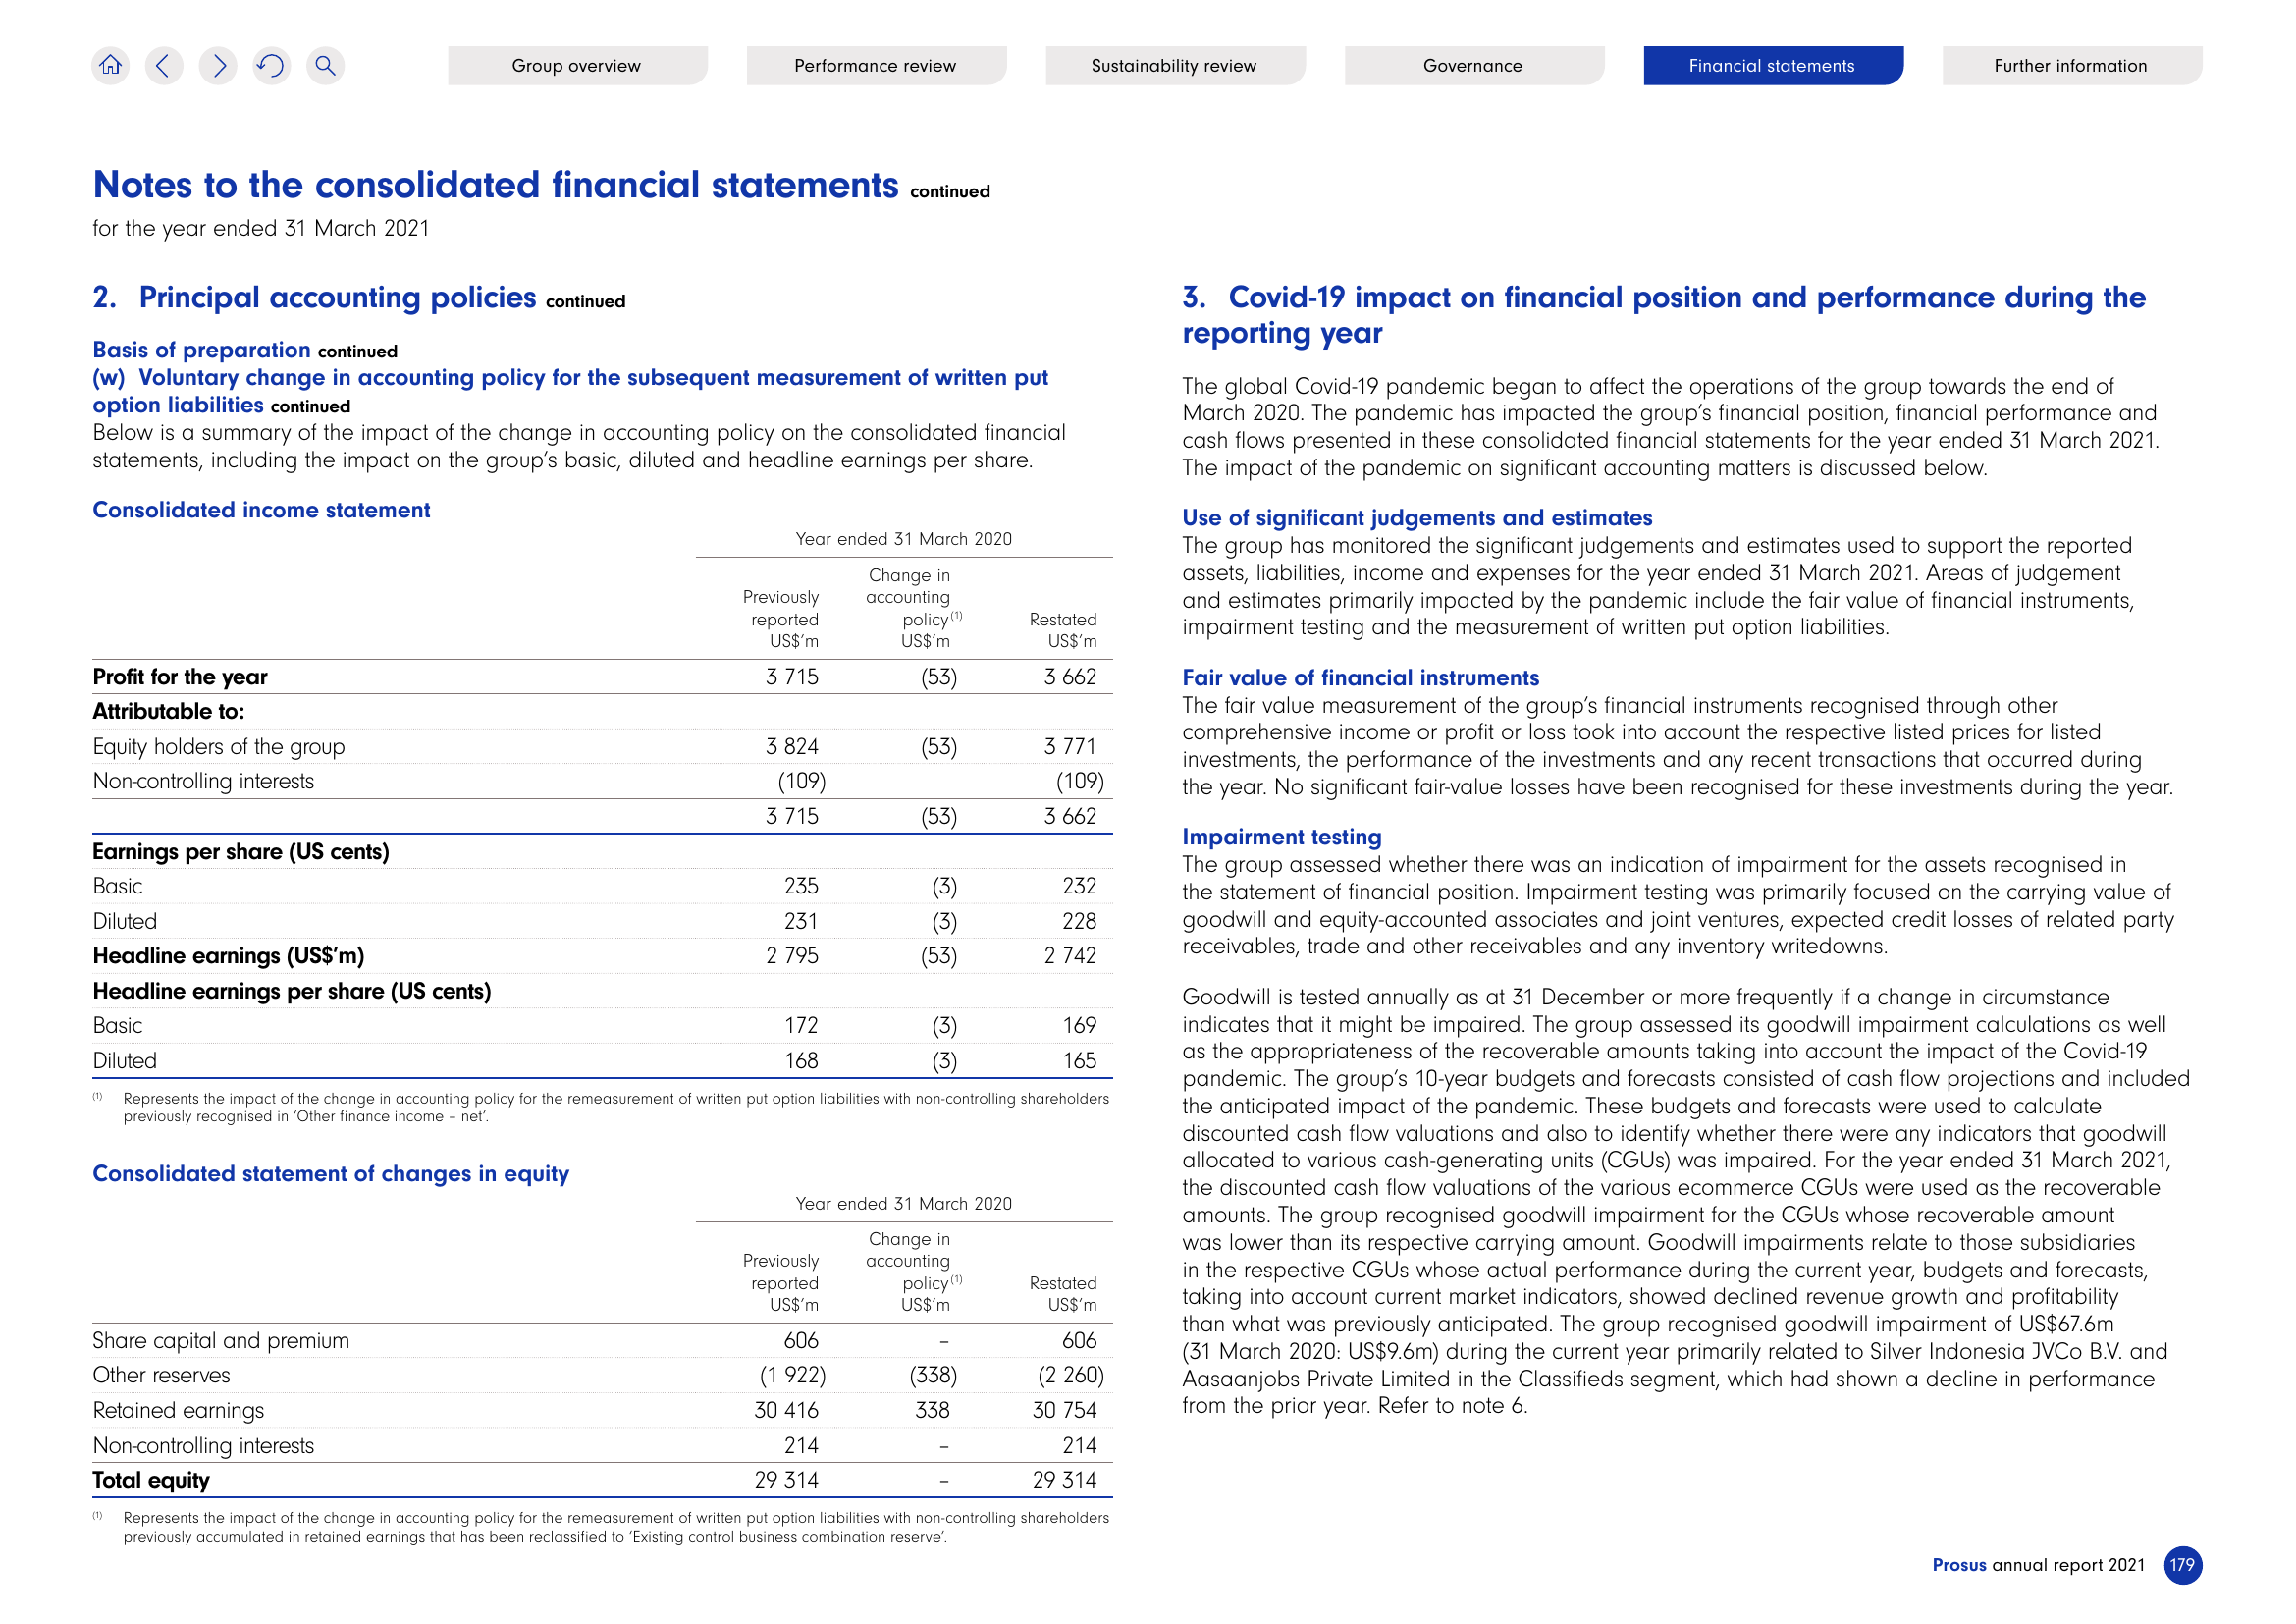 Group overview
Performance review
Sustainability review
Governance
Financial statements
Further information
Notes to the consolidated financial statements continued
for the year ended 31 March 2021
2. Principal accounting policies continued
Basis of preparation continued
(w) Voluntary change in accounting policy for the subsequent measurement of written put
option liabilities continued
Below is a summary of the impact of the change in accounting policy on the consolidated financial
statements, including the impact on the group's basic, diluted and headline earnings per share.
Consolidated income statement
Year ended 31 March 2020
Previously reported US$'m Change in accounting policy(1) US$'m Restated US$'m
Profit for the year 3 715 (53) 3 662
Attributable to:
Equity holders of the group 3 824 (53) 3 771
Non-controlling interests (109) (109)
3 715 (53) 3 662
Earnings per share (US cents)
Basic 235 (3) 232
Diluted 231 (3) 228
Headline earnings (US$'m) 2 795 (53) 2 742
Headline earnings per share (US cents)
Basic 172 (3) 169
Diluted 168 (3) 165
(1) Represents the impact of the change in accounting policy for the remeasurement of written put option liabilities with non-controlling shareholders
previously recognised in 'Other finance income – net'.
Consolidated statement of changes in equity
Year ended 31 March 2020
Previously reported US$'m Change in accounting policy(1) US$'m Restated US$'m
Share capital and premium 606 – 606
Other reserves (1 922) (338) (2 260)
Retained earnings 30 416 338 30 754
Non-controlling interests 214 – 214
Total equity 29 314 – 29 314
(1) Represents the impact of the change in accounting policy for the remeasurement of written put option liabilities with non-controlling shareholders
previously accumulated in retained earnings that has been reclassified to 'Existing control business combination reserve'.
3. Covid-19 impact on financial position and performance during the
reporting year
The global Covid-19 pandemic began to affect the operations of the group towards the end of
March 2020. The pandemic has impacted the group's financial position, financial performance and
cash flows presented in these consolidated financial statements for the year ended 31 March 2021.
The impact of the pandemic on significant accounting matters is discussed below.
Use of significant judgements and estimates
The group has monitored the significant judgements and estimates used to support the reported
assets, liabilities, income and expenses for the year ended 31 March 2021. Areas of judgement
and estimates primarily impacted by the pandemic include the fair value of financial instruments,
impairment testing and the measurement of written put option liabilities.
Fair value of financial instruments
The fair value measurement of the group's financial instruments recognised through other
comprehensive income or profit or loss took into account the respective listed prices for listed
investments, the performance of the investments and any recent transactions that occurred during
the year. No significant fair-value losses have been recognised for these investments during the year.
Impairment testing
The group assessed whether there was an indication of impairment for the assets recognised in
the statement of financial position. Impairment testing was primarily focused on the carrying value of
goodwill and equity-accounted associates and joint ventures, expected credit losses of related party
receivables, trade and other receivables and any inventory writedowns.
Goodwill is tested annually as at 31 December or more frequently if a change in circumstance
indicates that it might be impaired. The group assessed its goodwill impairment calculations as well
as the appropriateness of the recoverable amounts taking into account the impact of the Covid-19
pandemic. The group's 10-year budgets and forecasts consisted of cash flow projections and included
the anticipated impact of the pandemic. These budgets and forecasts were used to calculate
discounted cash flow valuations and also to identify whether there were any indicators that goodwill
allocated to various cash-generating units (CGUs) was impaired. For the year ended 31 March 2021,
the discounted cash flow valuations of the various ecommerce CGUs were used as the recoverable
amounts. The group recognised goodwill impairment for the CGUs whose recoverable amount
was lower than its respective carrying amount. Goodwill impairments relate to those subsidiaries
in the respective CGUs whose actual performance during the current year, budgets and forecasts,
taking into account current market indicators, showed declined revenue growth and profitability
than what was previously anticipated. The group recognised goodwill impairment of US$67.6m
(31 March 2020: US$9.6m) during the current year primarily related to Silver Indonesia JVCo B.V. and
Aasaanjobs Private Limited in the Classifieds segment, which had shown a decline in performance
from the prior year. Refer to note 6.
Prosus annual report 2021 179